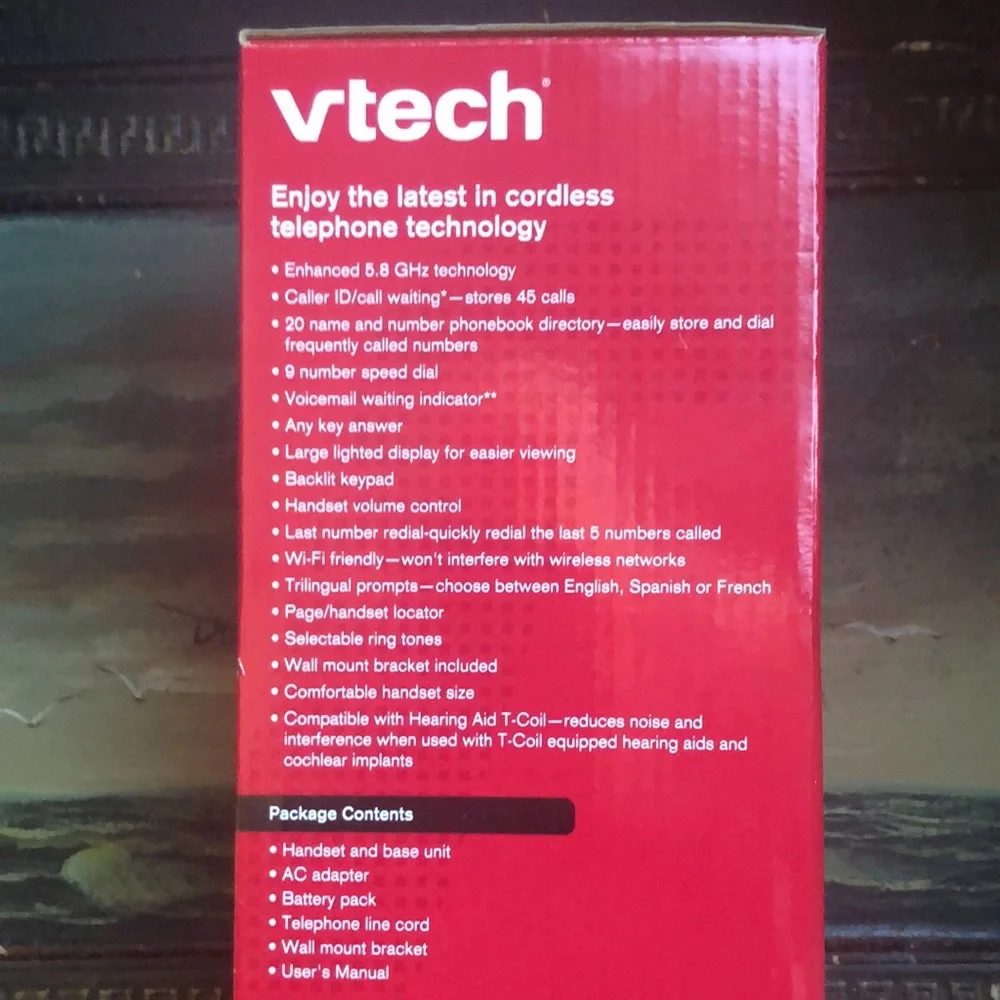 vtech®
Enjoy the latest in cordless
telephone technology
• Enhanced 5.8 GHz technology
• Caller ID/call waiting*—stores 45 calls
• 20 name and number phonebook directory—easily store and dial
frequently called numbers
• 9 number speed dial
• Voicemail waiting indicator**
• Any key answer
• Large lighted display for easier viewing
• Backlit keypad
• Handset volume control
• Last number redial-quickly redial the last 5 numbers called
• Wi-Fi friendly—won't interfere with wireless networks
• Trilingual prompts—choose between English, Spanish or French
• Page/handset locator
• Selectable ring tones
• Wall mount bracket included
• Comfortable handset size
• Compatible with Hearing Aid T-Coil—reduces noise and
interference when used with T-Coil equipped hearing aids and
cochlear implants
Package Contents
• Handset and base unit
• AC adapter
• Battery pack
• Telephone line cord
• Wall mount bracket
• User's Manual